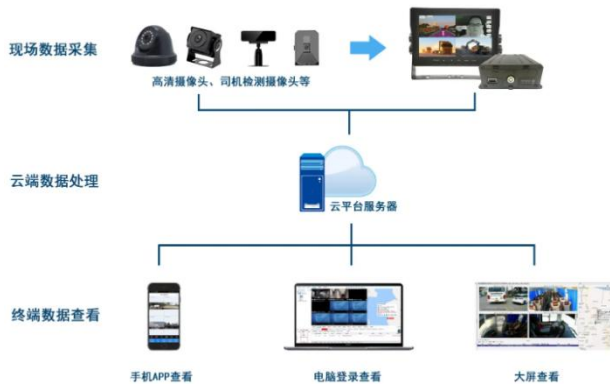 现场数据采集
高清摄像头、司机检测摄像头等
云端数据处理
云平台服务器
终端数据查看
手机APP查看
电脑登录查看
大屏查看